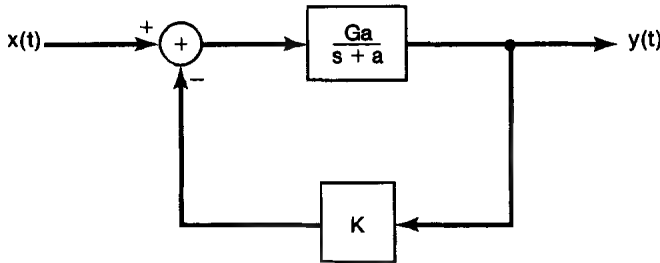 x(t)
+
+
−
Ga
s + a
y(t)
K